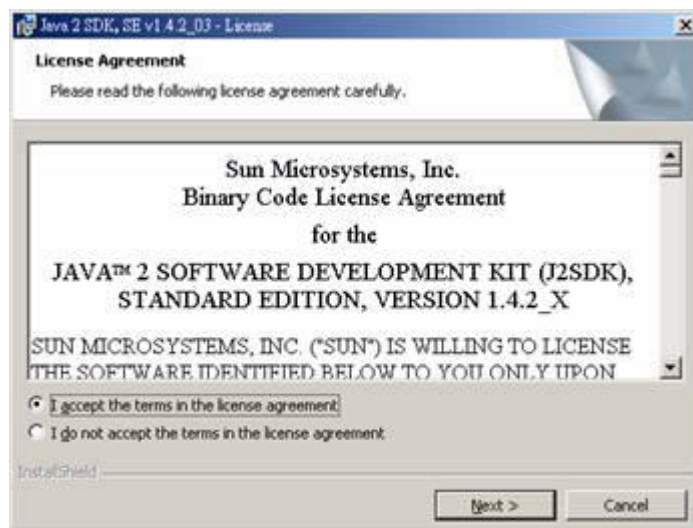 Java 2 SDK, SE v1.4.2_03 - License
License Agreement
Please read the following license agreement carefully.
Sun Microsystems, Inc.
Binary Code License Agreement
for the
JAVA™ 2 SOFTWARE DEVELOPMENT KIT (J2SDK),
STANDARD EDITION, VERSION 1.4.2_X
SUN MICROSYSTEMS, INC. ("SUN") IS WILLING TO LICENSE
THE SOFTWARE IDENTIFIED BELOW TO YOU ONLY UPON
I accept the terms in the license agreement
I do not accept the terms in the license agreement
InstallShield
Next >
Cancel